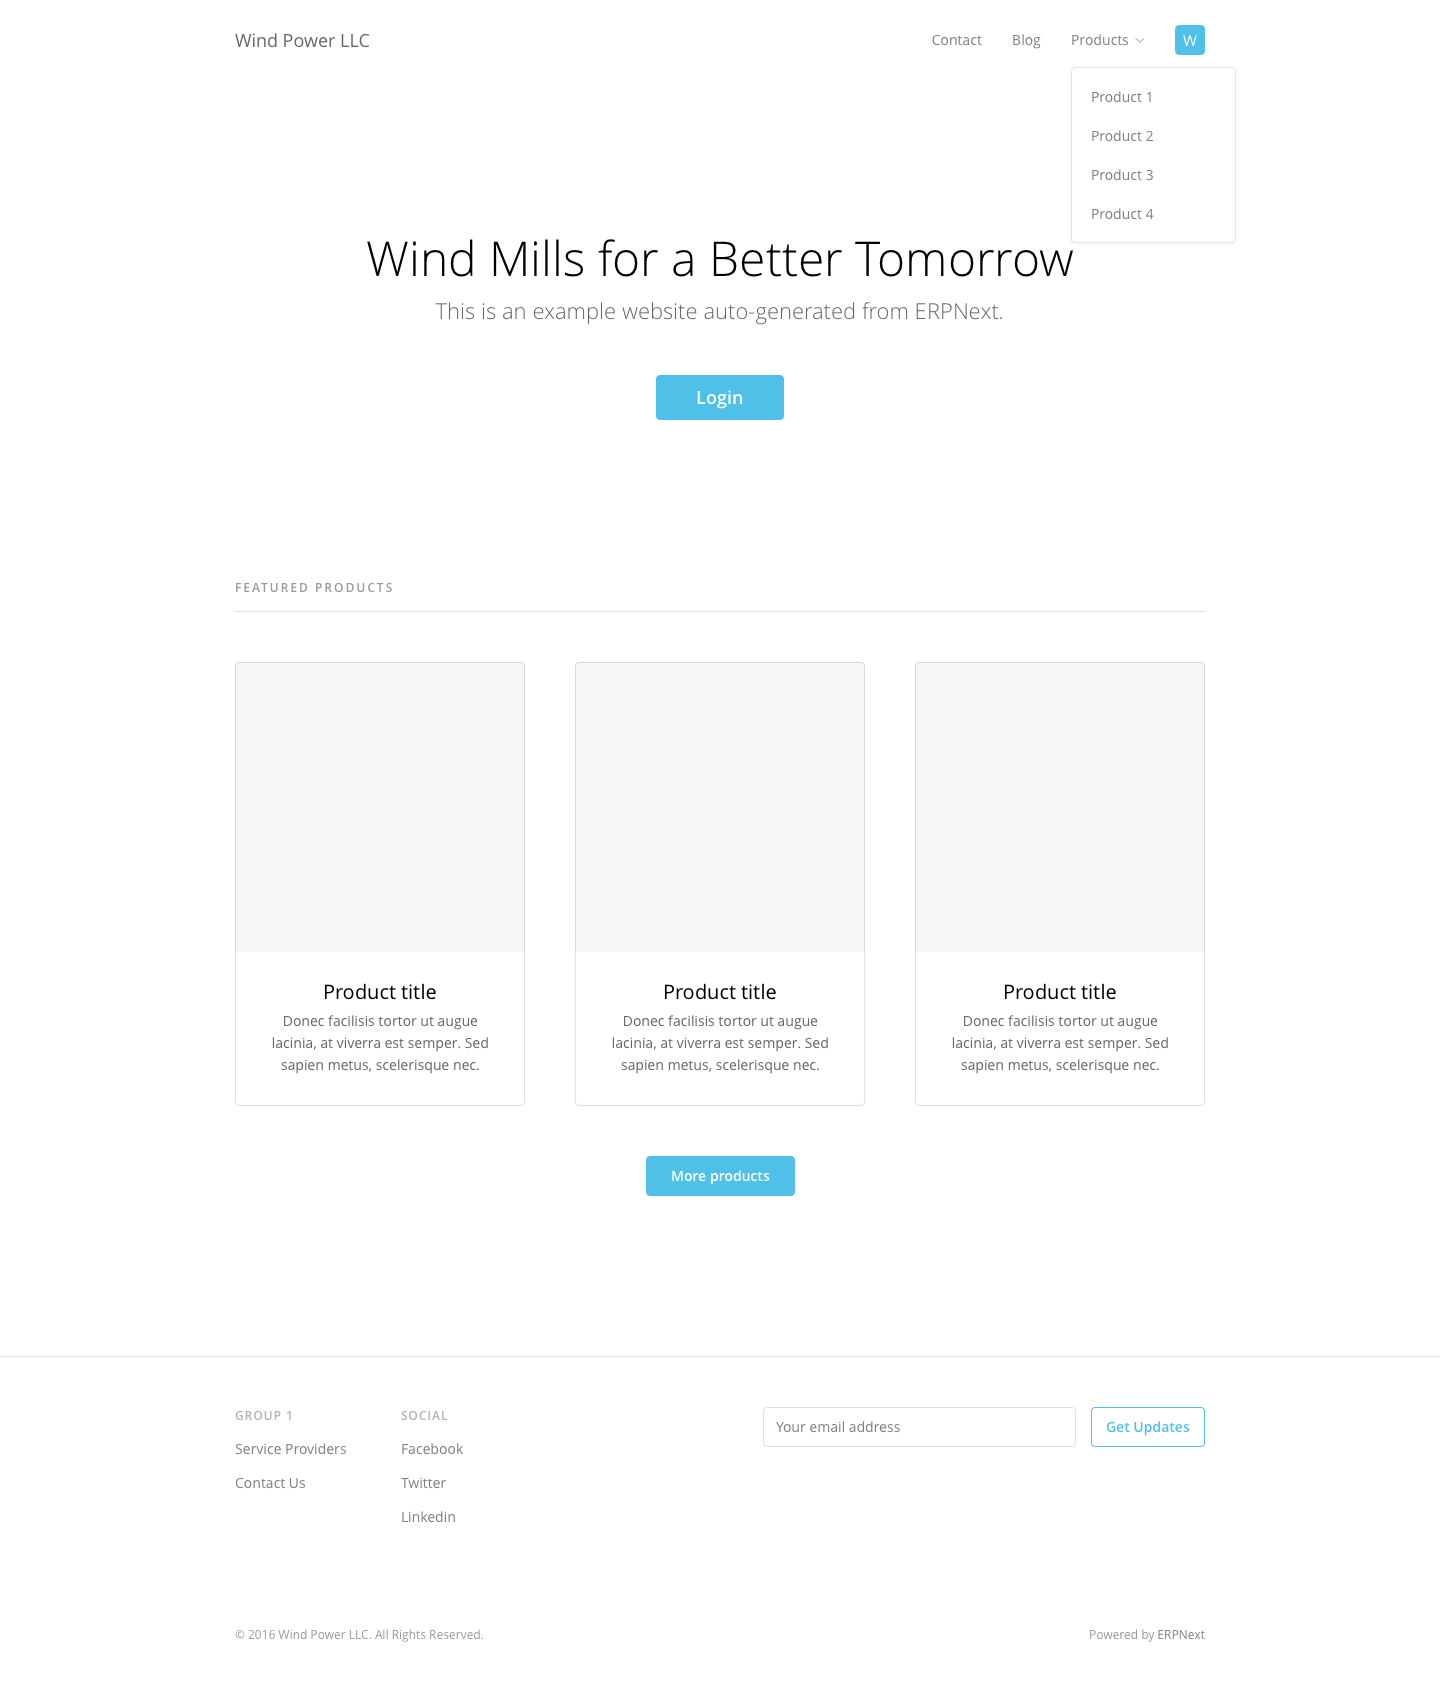 Wind Power LLC
Contact
Blog
Products
W
Product 1
Product 2
Product 3
Product 4
Wind Mills for a Better Tomorrow
This is an example website auto-generated from ERPNext.
Login
FEATURED PRODUCTS
Product title
Donec facilisis tortor ut augue
lacinia, at viverra est semper. Sed
sapien metus, scelerisque nec.
Product title
Donec facilisis tortor ut augue
lacinia, at viverra est semper. Sed
sapien metus, scelerisque nec.
Product title
Donec facilisis tortor ut augue
lacinia, at viverra est semper. Sed
sapien metus, scelerisque nec.
More products
GROUP 1
Service Providers
Contact Us
SOCIAL
Facebook
Twitter
Linkedin
Your email address
Get Updates
© 2016 Wind Power LLC. All Rights Reserved.
Powered by ERPNext